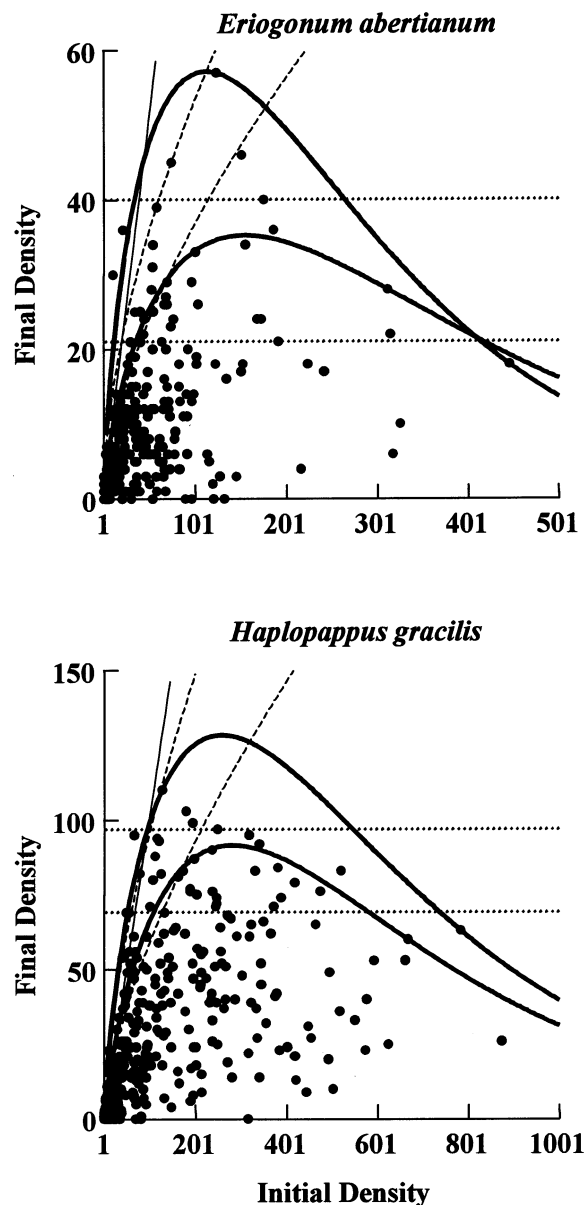 Eriogonum abertianum
60
40
20
0
Final Density
1 101 201 301 401 501
Haplopappus gracilis
150
100
50
0
Final Density
1 201 401 601 801 1001
Initial Density